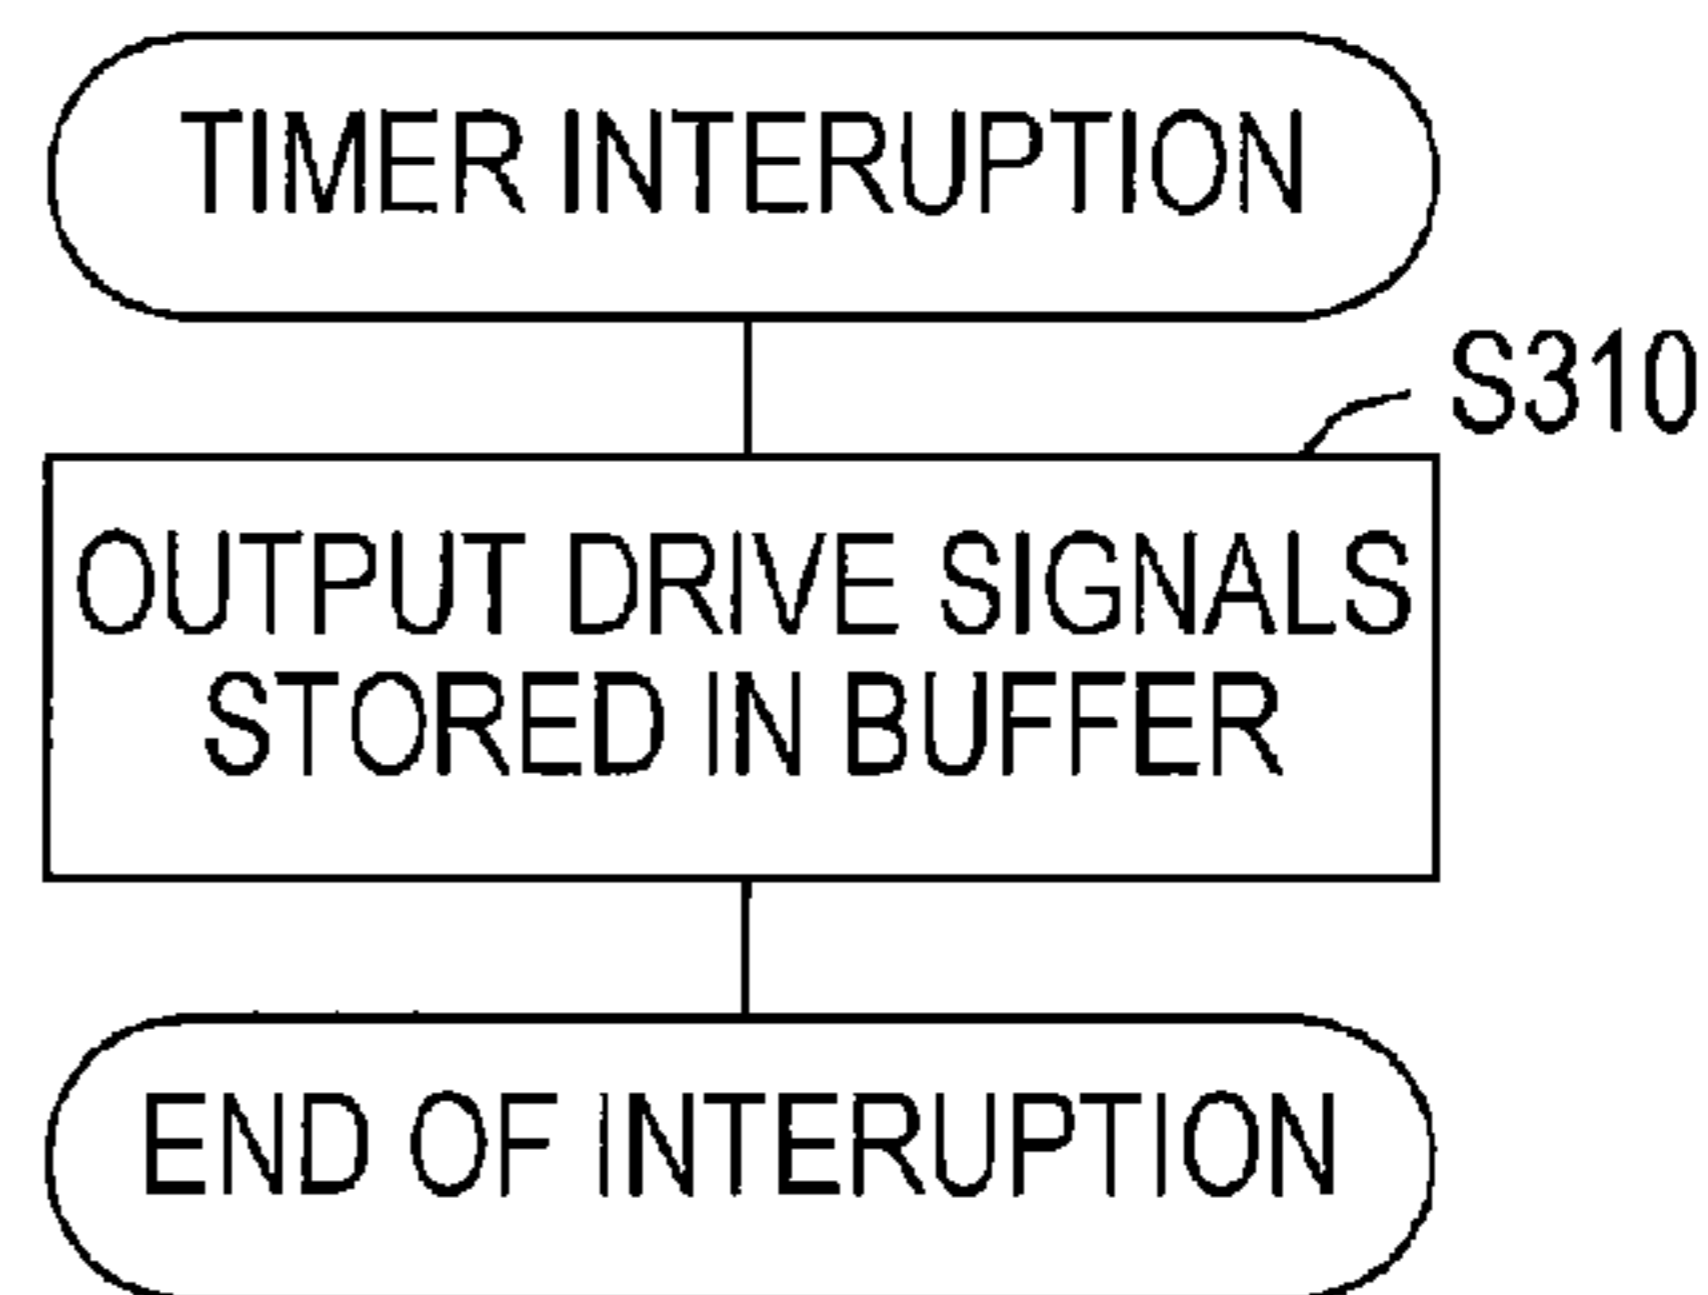 TIMER INTERUPTION
S310
OUTPUT DRIVE SIGNALS
STORED IN BUFFER
END OF INTERUPTION